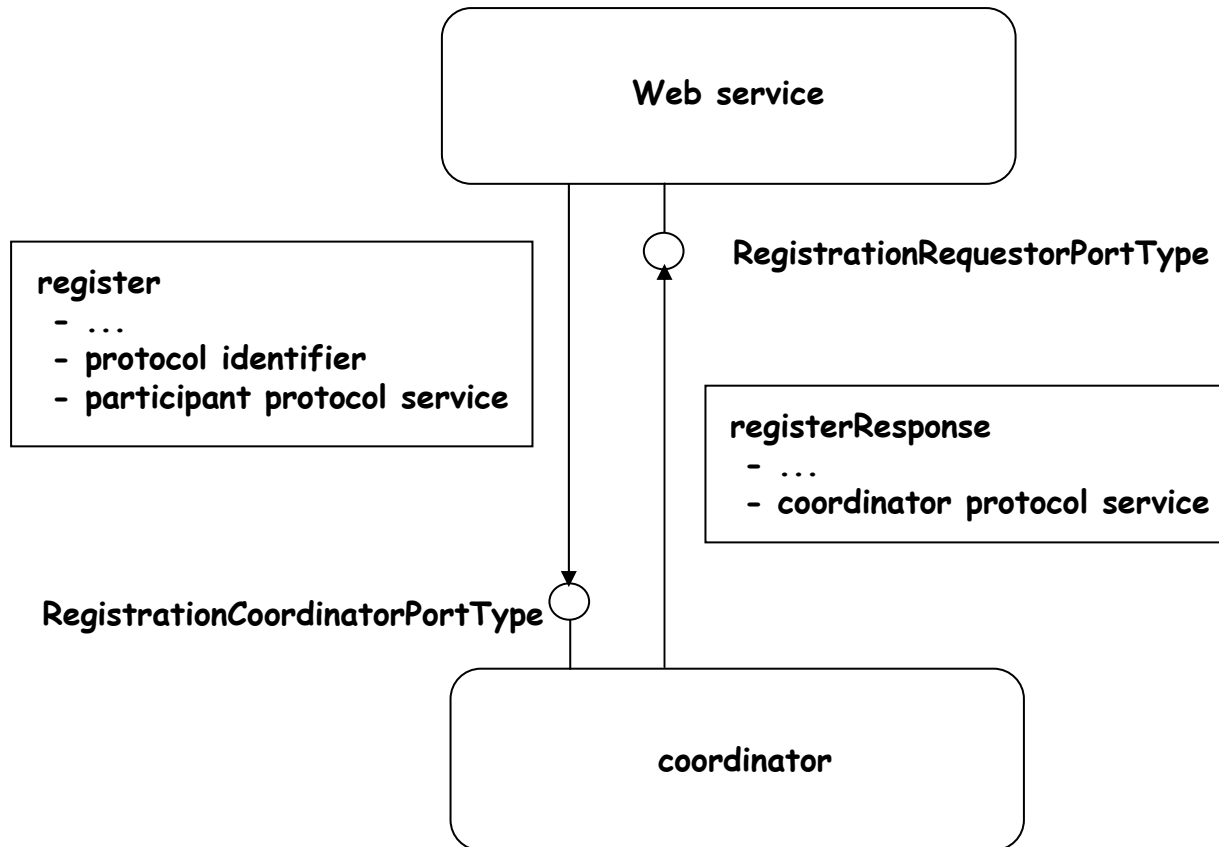 Web service
RegistrationRequestorPortType
register
- ...
- protocol identifier
- participant protocol service
registerResponse
- ...
- coordinator protocol service
RegistrationCoordinatorPortType
coordinator